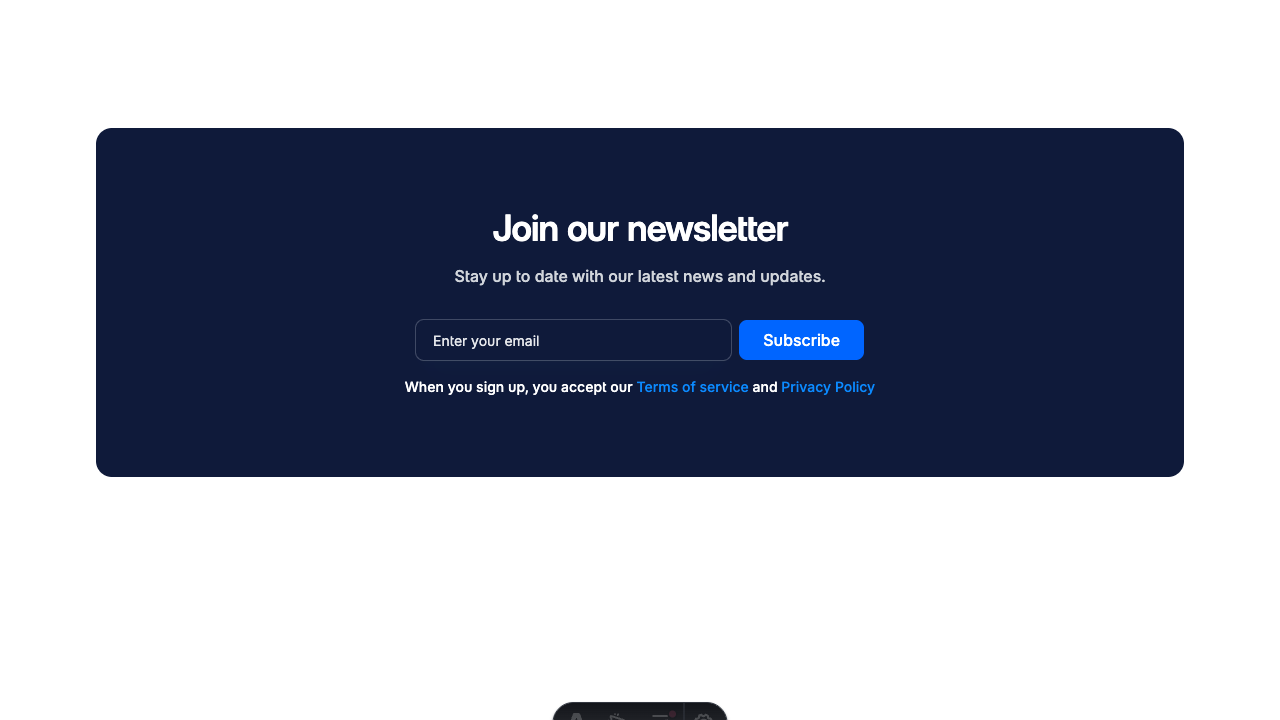 Join our newsletter
Stay up to date with our latest news and updates.
Enter your email
Subscribe
When you sign up, you accept our Terms of service and Privacy Policy